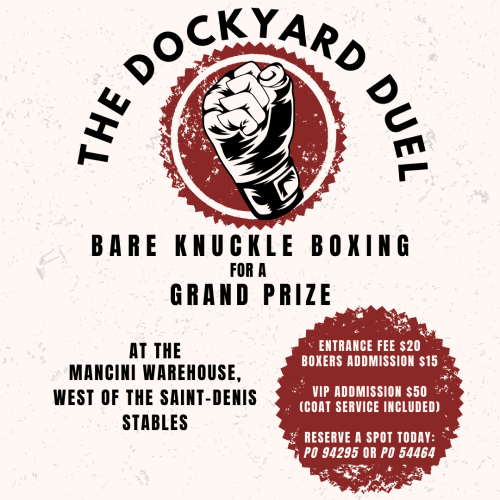 THE DOCKYARD DUEL
BARE KNUCKLE BOXING
FOR A
GRAND PRIZE
AT THE
MANCINI WAREHOUSE,
WEST OF THE SAINT-DENIS
STABLES
ENTRANCE FEE $20
BOXERS ADDMISSION $15
VIP ADDMISSION $50
(COAT SERVICE INCLUDED)
RESERVE A SPOT TODAY:
PO 94295 OR PO 54464